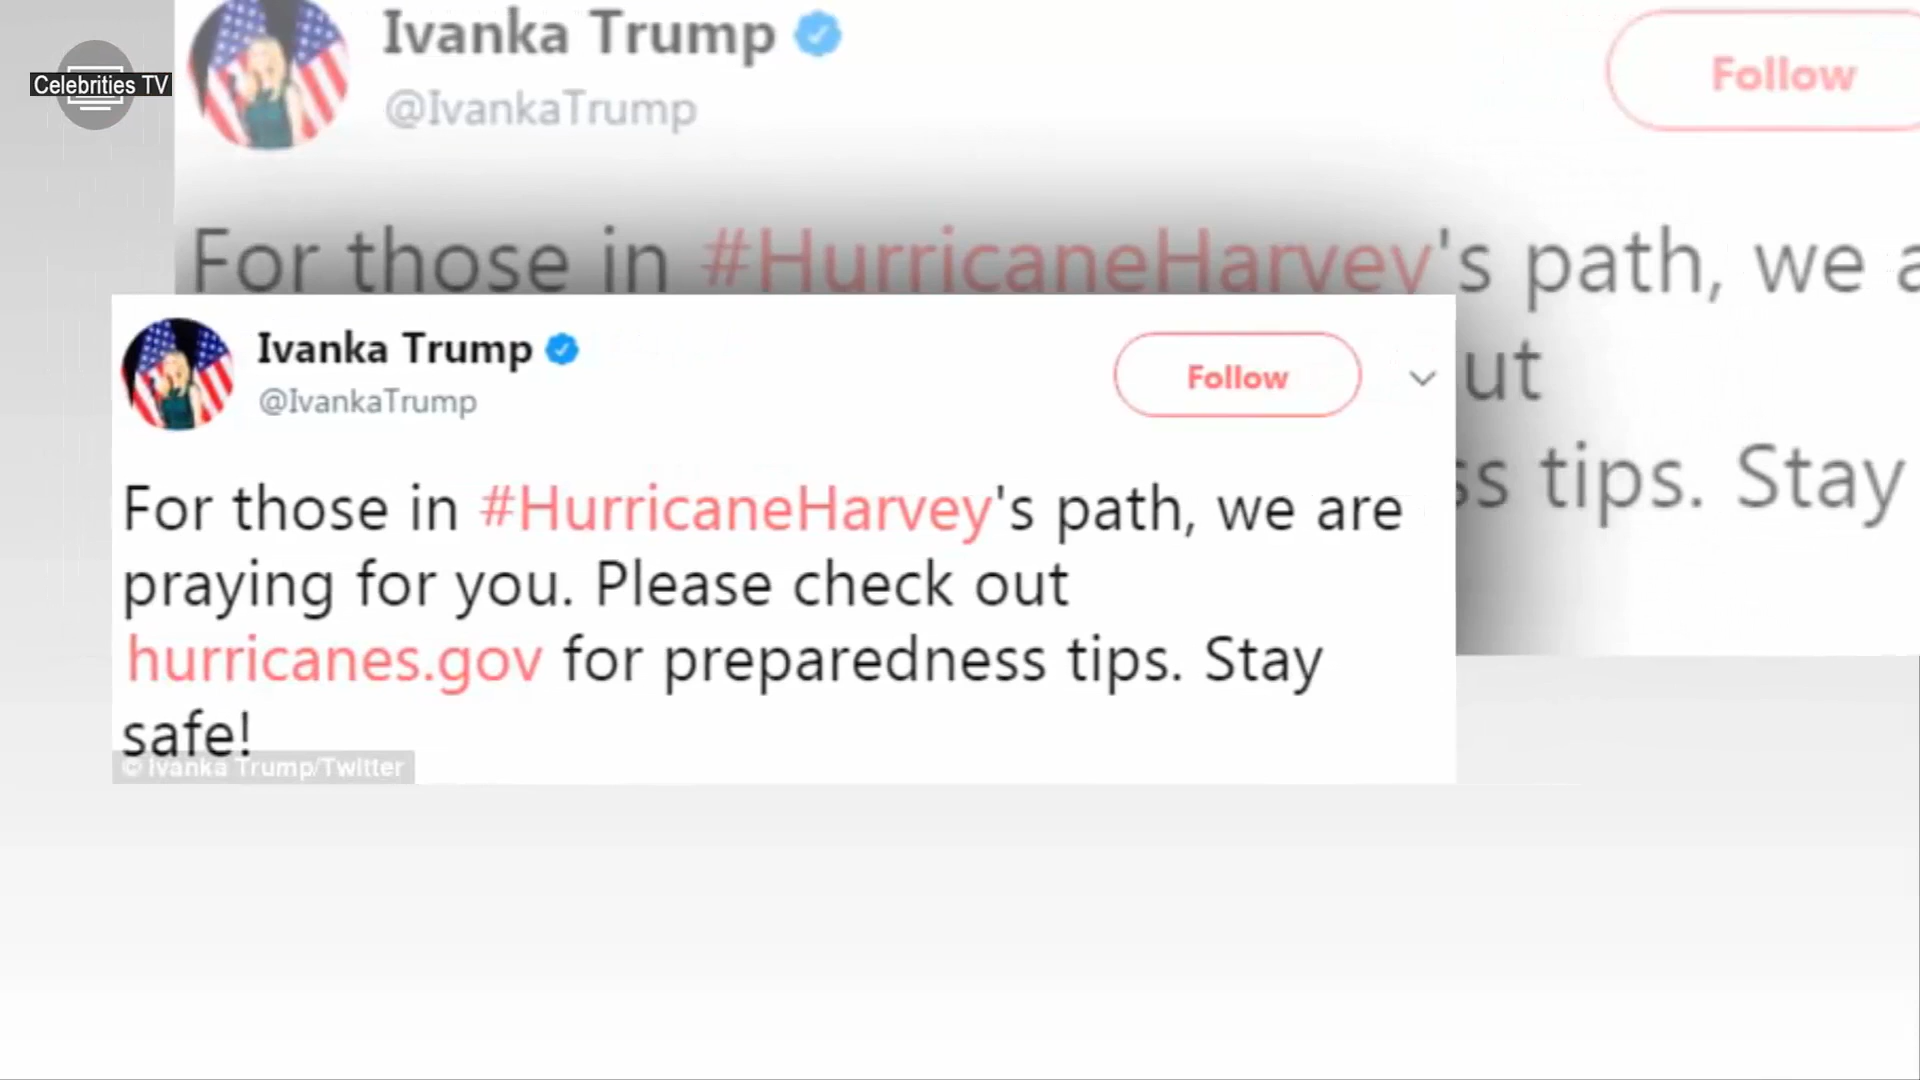 Celebrities TV
Ivanka Trump
@IvankaTrump
Follow
For those in #HurricaneHarvey's path, we a
ut
ss tips. Stay
Ivanka Trump
@IvankaTrump
Follow
For those in #HurricaneHarvey's path, we are
praying for you. Please check out
hurricanes.gov for preparedness tips. Stay
safe!
© Ivanka Trump/Twitter